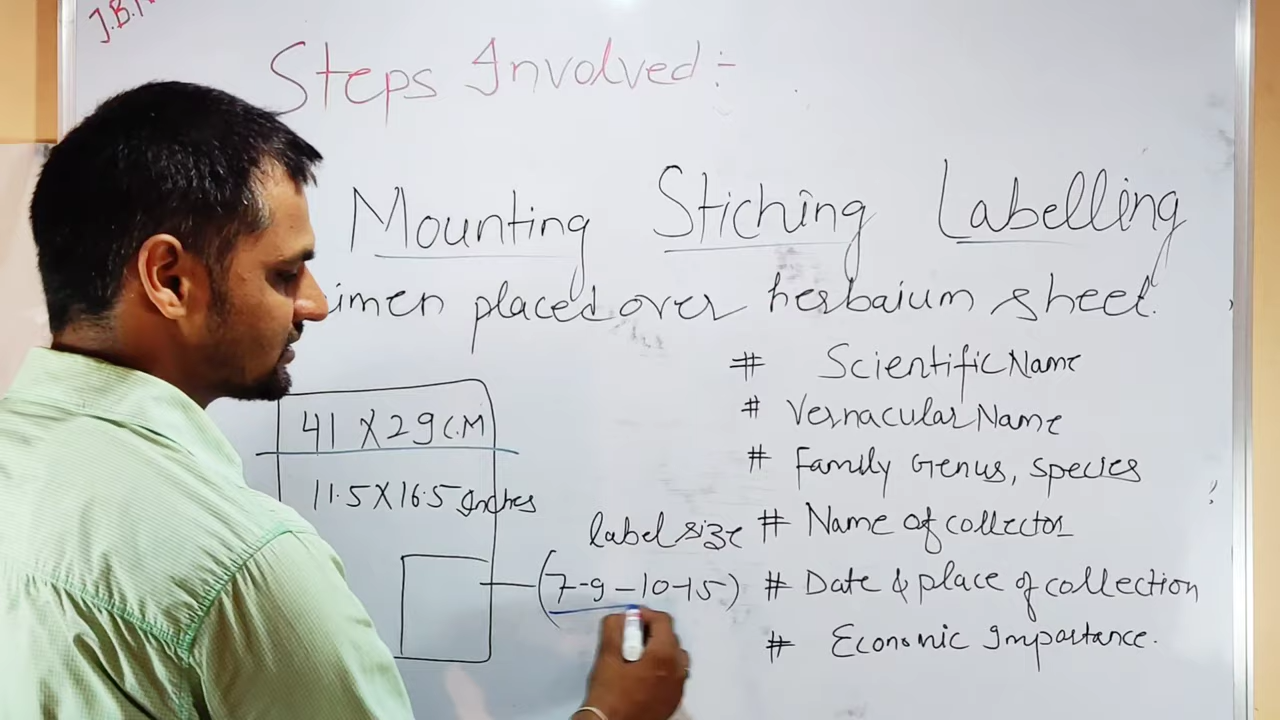 J.B.
Steps Involved:-
Mounting Stiching Labelling
imen placed over herbaium sheet.
# Scientific Name
# Vernacular Name
41 X 29 C.M
# Family Genus, species
11.5 X 16.5 Inches
label size # Name of collector
(7-9-10-15) # Date & place of collection
# Economic Importance.